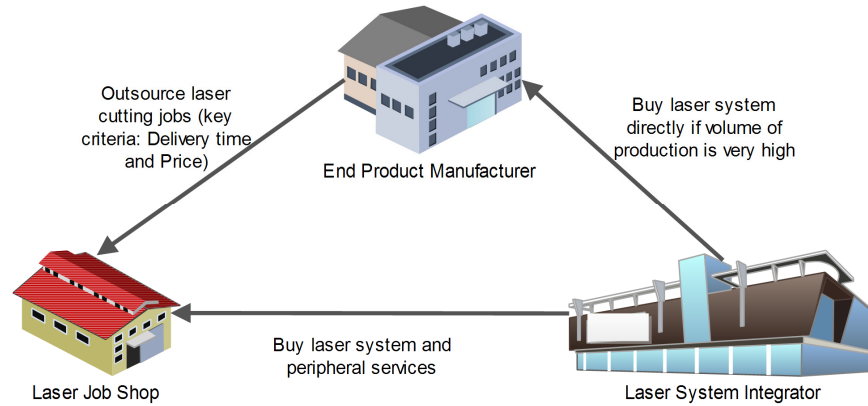 Outsource laser
cutting jobs (key
criteria: Delivery time
and Price)
Buy laser system
directly if volume of
production is very high
End Product Manufacturer
Buy laser system and
peripheral services
Laser Job Shop
Laser System Integrator